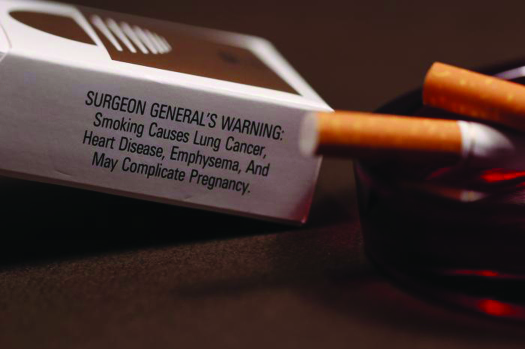 SURGEON GENERAL'S WARNING:
Smoking Causes Lung Cancer,
Heart Disease, Emphysema, And
May Complicate Pregnancy.